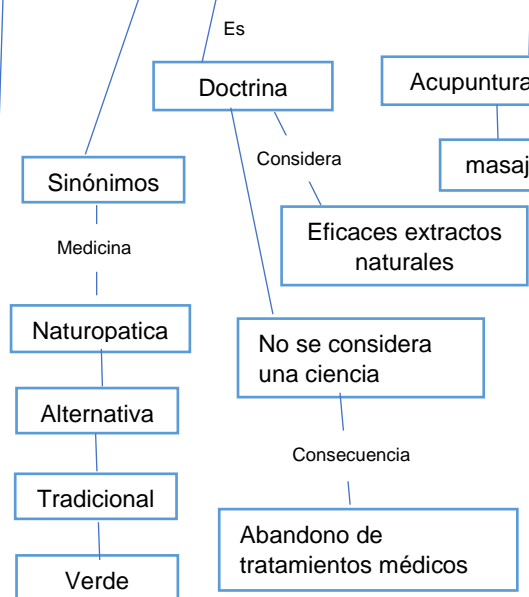 Es
Doctrina
Acupuntura
Considera
masaj
Sinónimos
Eficaces extractos
naturales
Medicina
Naturopatica
No se considera
una ciencia
Alternativa
Consecuencia
Tradicional
Abandono de
tratamientos médicos
Verde